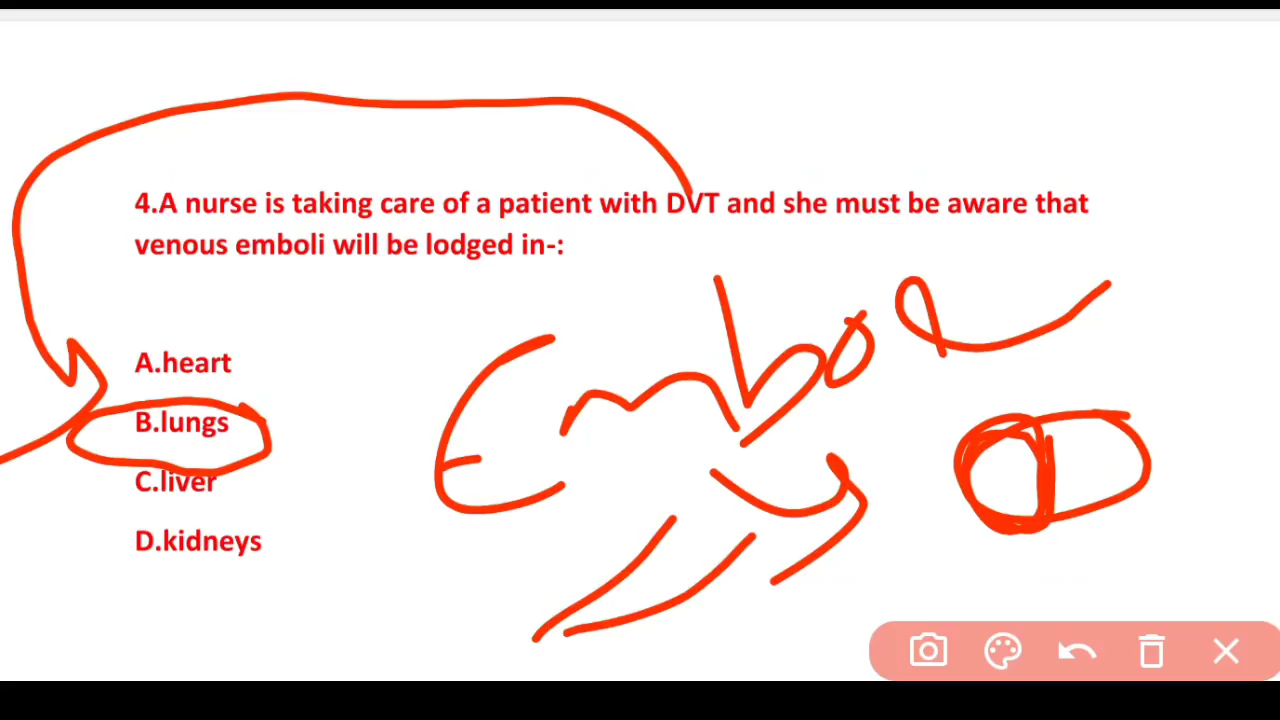 4.A nurse is taking care of a patient with DVT and she must be aware that
venous emboli will be lodged in-:
A.heart
B.lungs
C.liver
D.kidneys